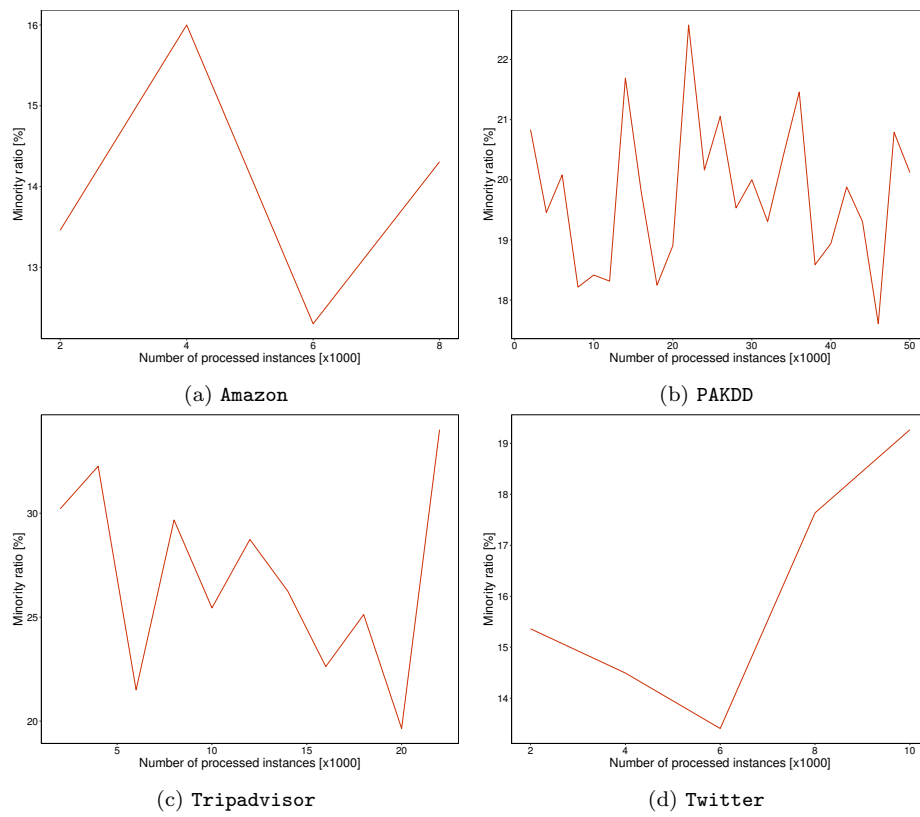 16
15
14
13
Minority ratio [%]
2 4 6 8
Number of processed instances [x1000]
(a) Amazon
22
21
20
19
18
Minority ratio [%]
0 10 20 30 40 50
Number of processed instances [x1000]
(b) PAKDD
30
25
20
Minority ratio [%]
5 10 15 20
Number of processed instances [x1000]
(c) Tripadvisor
19
18
17
16
15
14
Minority ratio [%]
2 4 6 8 10
Number of processed instances [x1000]
(d) Twitter